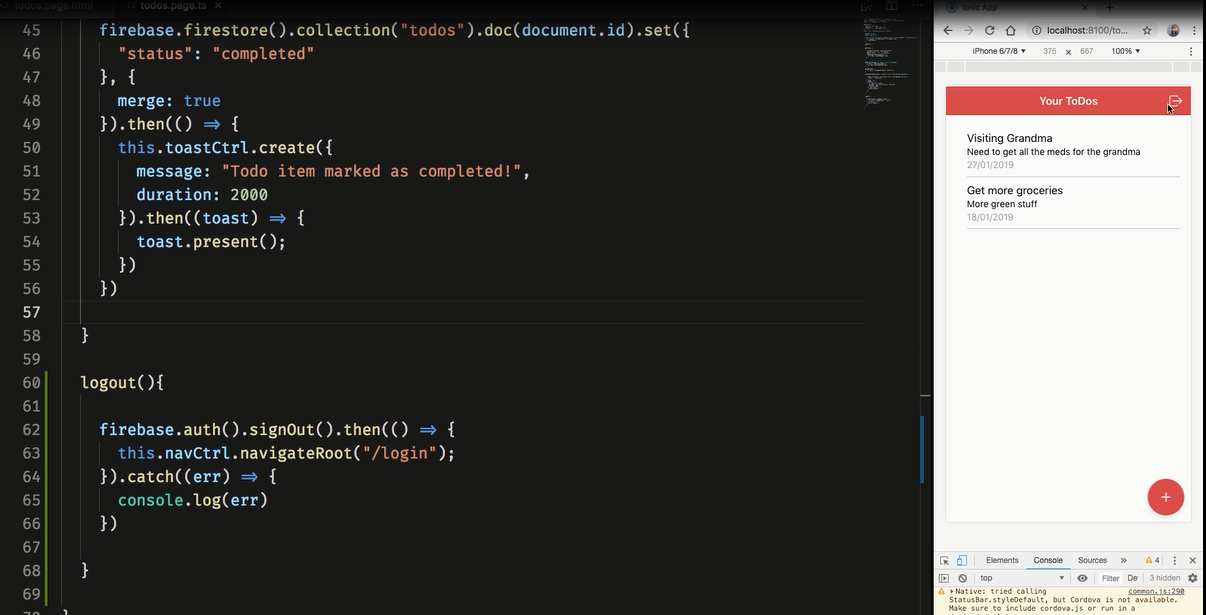 todos.page.html
TS todos.page.ts ×
45 firebase.firestore().collection("todos").doc(document.id).set({
46 "status": "completed"
47 }, {
48 merge: true
49 }).then(() => {
50 this.toastCtrl.create({
51 message: "Todo item marked as completed!",
52 duration: 2000
53 }).then((toast) => {
54 toast.present();
55 })
56 })
57
58 }
59
60 logout(){
61
62 firebase.auth().signOut().then(() => {
63 this.navCtrl.navigateRoot("/login");
64 }).catch((err) => {
65 console.log(err)
66 })
67
68 }
69
Ionic App
localhost:8100/to...
iPhone 6/7/8 ▼ 375 × 667 100% ▼
Your ToDos
Visiting Grandma
Need to get all the meds for the grandma
27/01/2019
Get more groceries
More green stuff
18/01/2019
+
Elements Console Sources » 4
top ▼ Filter De 3 hidden
Native: tried calling common.js:290
StatusBar.styleDefault, but Cordova is not available.
Make sure to include cordova.js or run in a